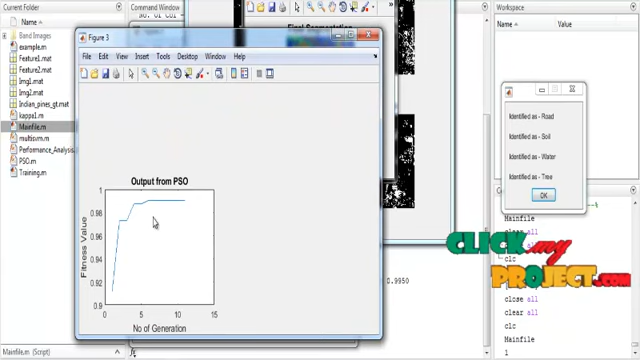 Current Folder
Command Window
Workspace
Name
Name
Value
Band Images
example.m
Feature1.mat
Feature2.mat
Img1.mat
Img2.mat
Indian_pines_gt.mat
kappa1.m
Mainfile.m
multisvm.m
Performance_Analysis
PSO.m
Training.m
Final Segmentation
Figure 3
File Edit View Insert Tools Desktop Window Help
Output from PSO
Fitness Value
1
0.98
0.96
0.94
0.92
0.9
0 5 10 15
No of Generation
Identified as - Road
Identified as - Soil
Identified as - Water
Identified as - Tree
OK
Mainfile
clc
0.9950
CLICK my
PROJECT.com
close all
clear all
clc
Mainfile
1
Mainfile.m (Script)
fx